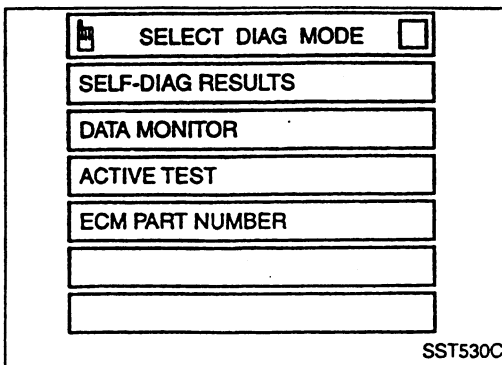 SELECT DIAG MODE
SELF-DIAG RESULTS
DATA MONITOR
ACTIVE TEST
ECM PART NUMBER
SST530C